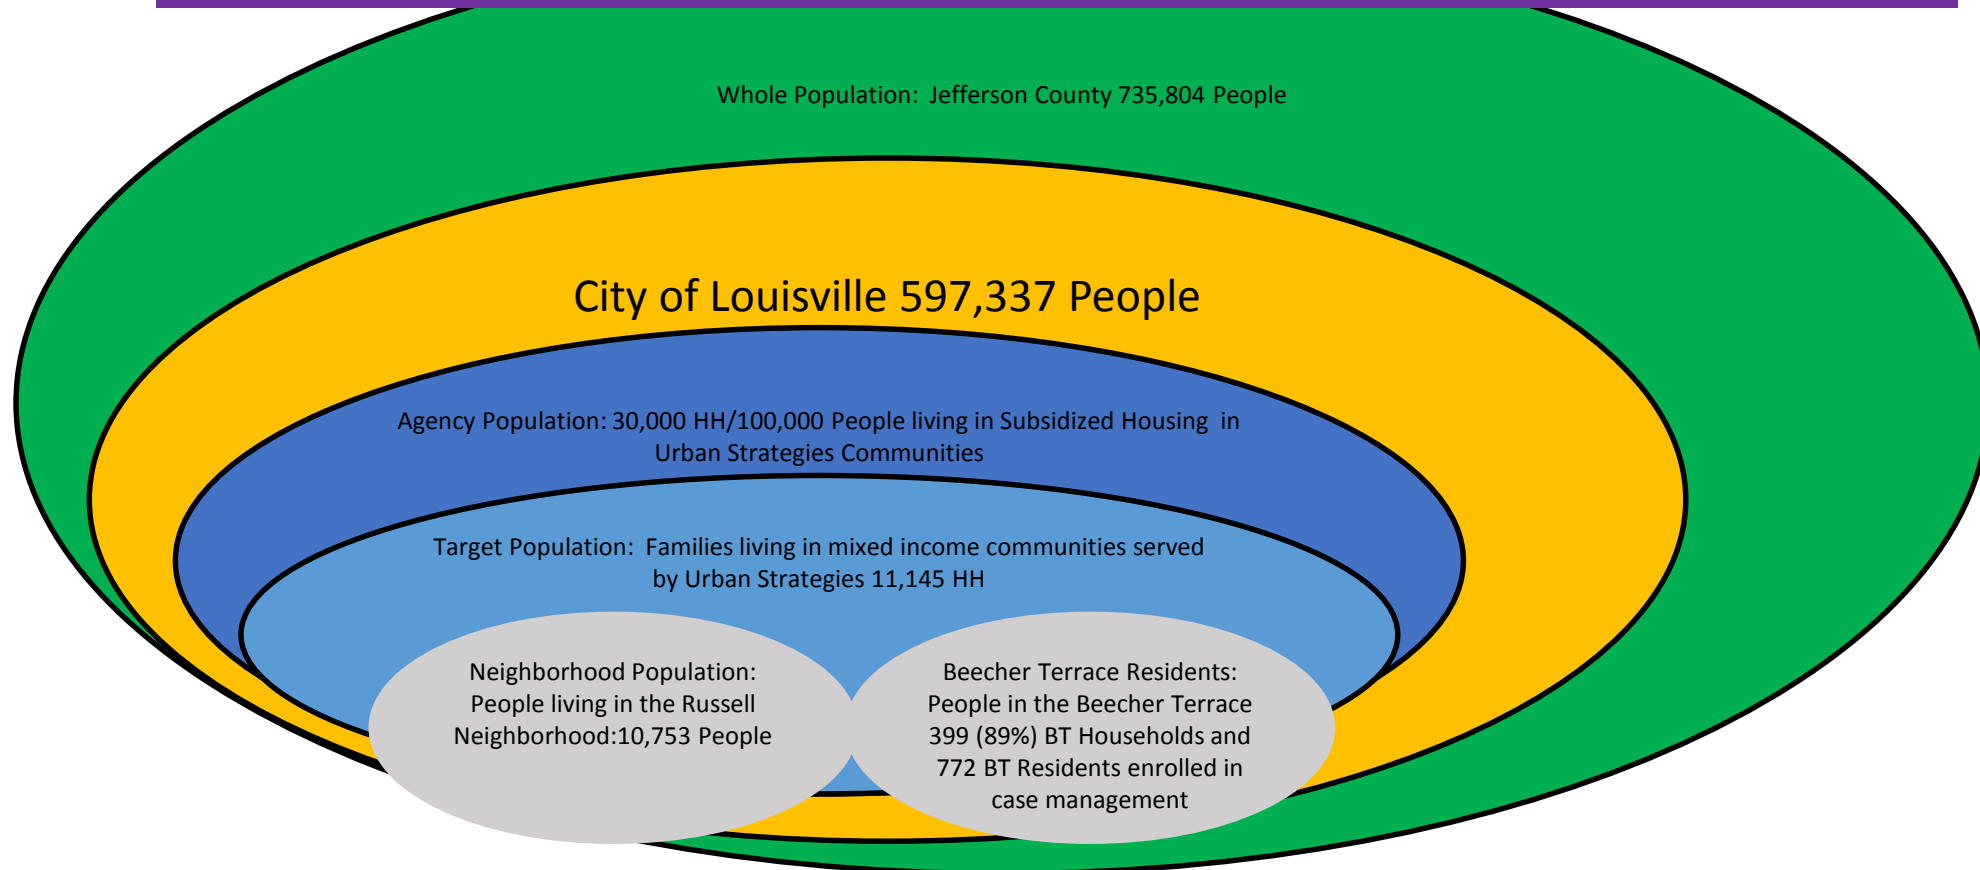 Whole Population: Jefferson County 735,804 People
City of Louisville 597,337 People
Agency Population: 30,000 HH/100,000 People living in Subsidized Housing in
Urban Strategies Communities
Target Population: Families living in mixed income communities served
by Urban Strategies 11,145 HH
Neighborhood Population:
People living in the Russell
Neighborhood:10,753 People
Beecher Terrace Residents:
People in the Beecher Terrace
399 (89%) BT Households and
772 BT Residents enrolled in
case management